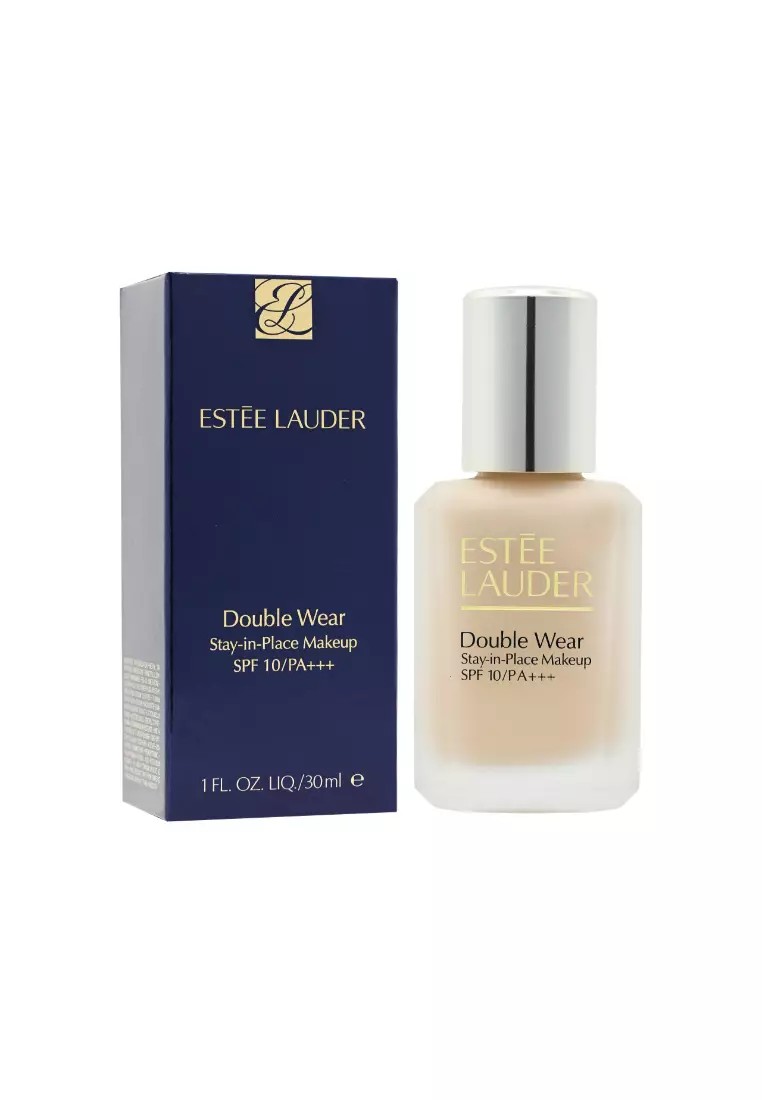 ESTĒE LAUDER
Double Wear
Stay-in-Place Makeup
SPF 10/PA+++
1 FL. OZ. LIQ./30ml e
ESTĒE
LAUDER
Double Wear
Stay-in-Place Makeup
SPF 10/PA+++